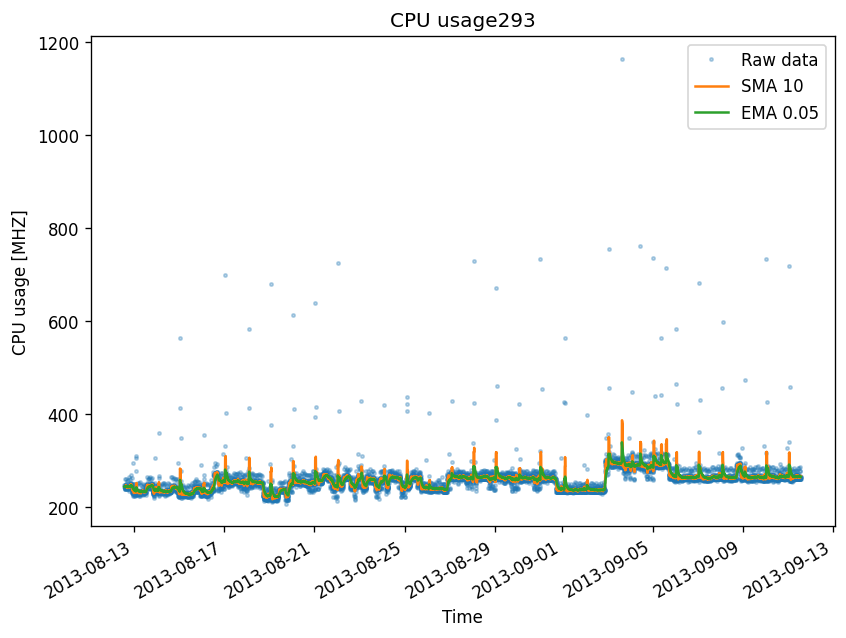 CPU usage293
Raw data
SMA 10
EMA 0.05
1200
1000
800
600
400
200
CPU usage [MHZ]
2013-08-13
2013-08-17
2013-08-21
2013-08-25
2013-08-29
2013-09-01
2013-09-05
2013-09-09
2013-09-13
Time